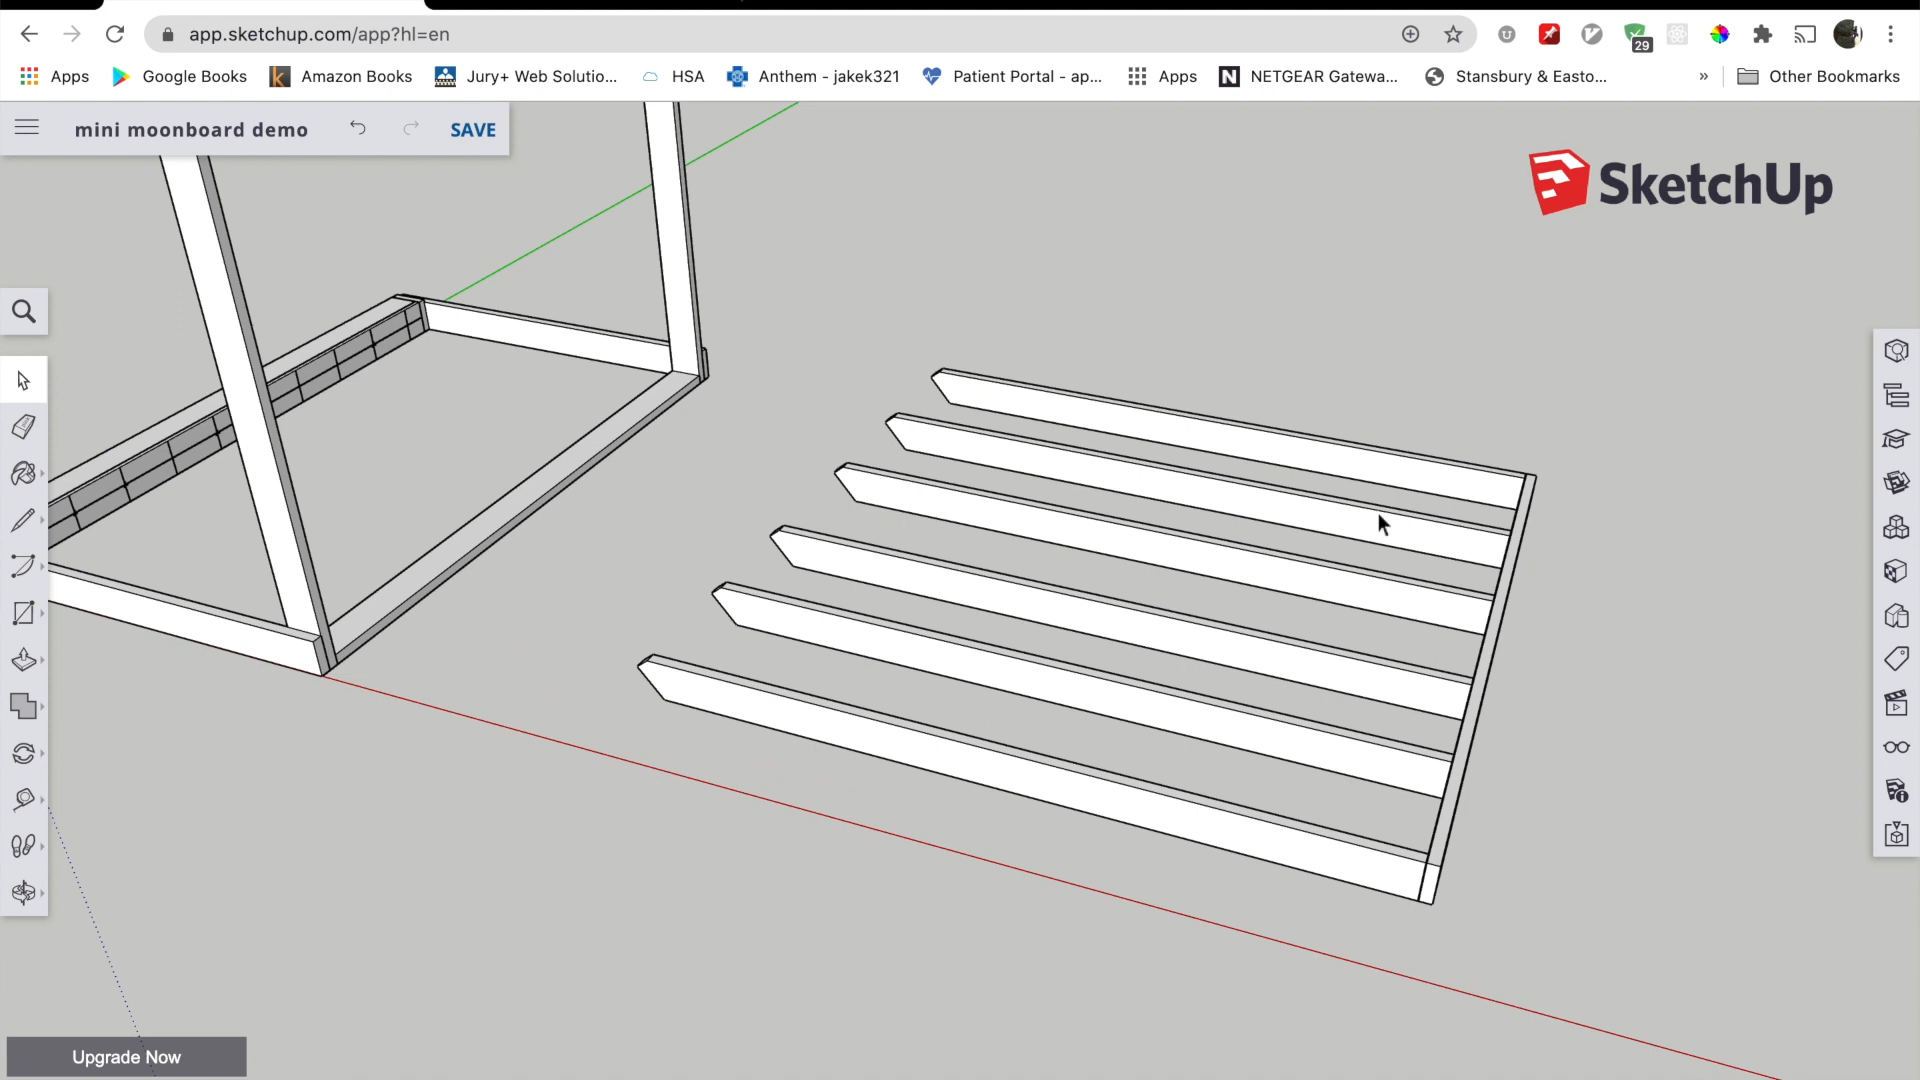 app.sketchup.com/app?hl=en
29
Apps Google Books Amazon Books Jury+ Web Solutio... HSA Anthem - jakek321 Patient Portal - ap... Apps NETGEAR Gatewa... Stansbury & Easto... » Other Bookmarks
mini moonboard demo SAVE
SketchUp
Upgrade Now